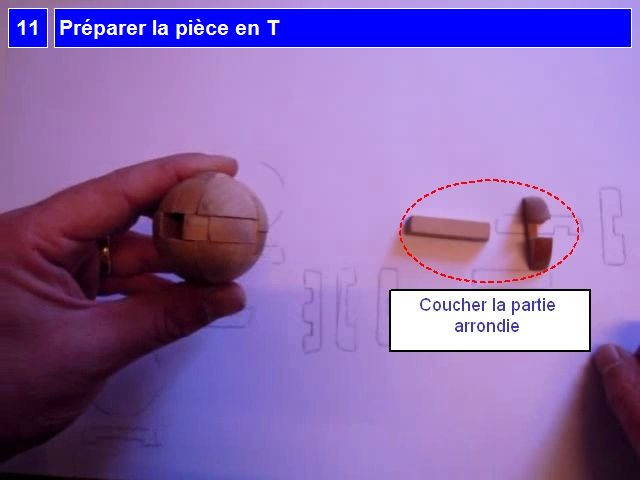 11 Préparer la pièce en T
Coucher la partie
arrondie